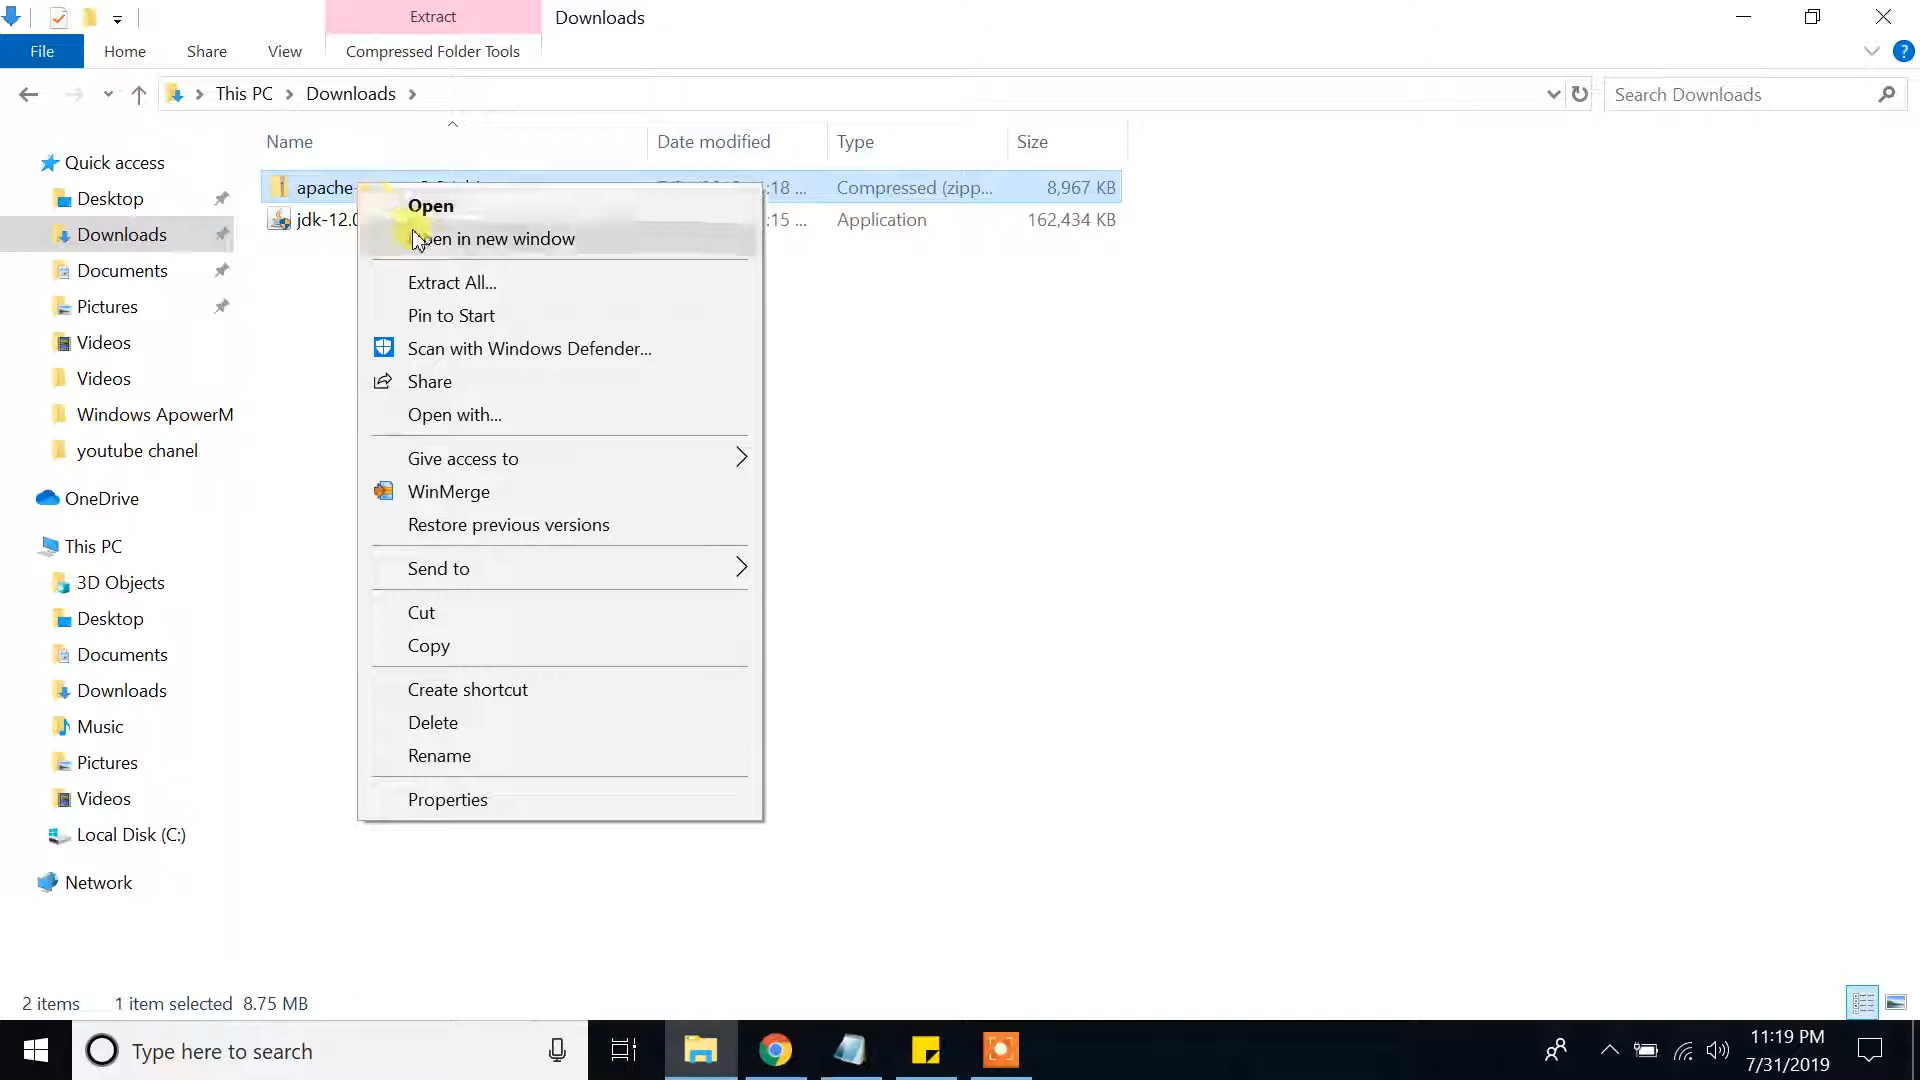 Extract
Downloads
File
Home
Share
View
Compressed Folder Tools
?
This PC
Downloads
Search Downloads
Name
Date modified
Type
Size
Quick access
Desktop
Downloads
Documents
Pictures
Videos
Videos
Windows ApowerM
youtube chanel
OneDrive
This PC
3D Objects
Desktop
Documents
Downloads
Music
Pictures
Videos
Local Disk (C:)
Network
apache-
:18 ...
Compressed (zipp...
8,967 KB
jdk-12.0
:15 ...
Application
162,434 KB
Open
Open in new window
Extract All...
Pin to Start
Scan with Windows Defender...
Share
Open with...
Give access to
WinMerge
Restore previous versions
Send to
Cut
Copy
Create shortcut
Delete
Rename
Properties
2 items
1 item selected 8.75 MB
Type here to search
11:19 PM
7/31/2019